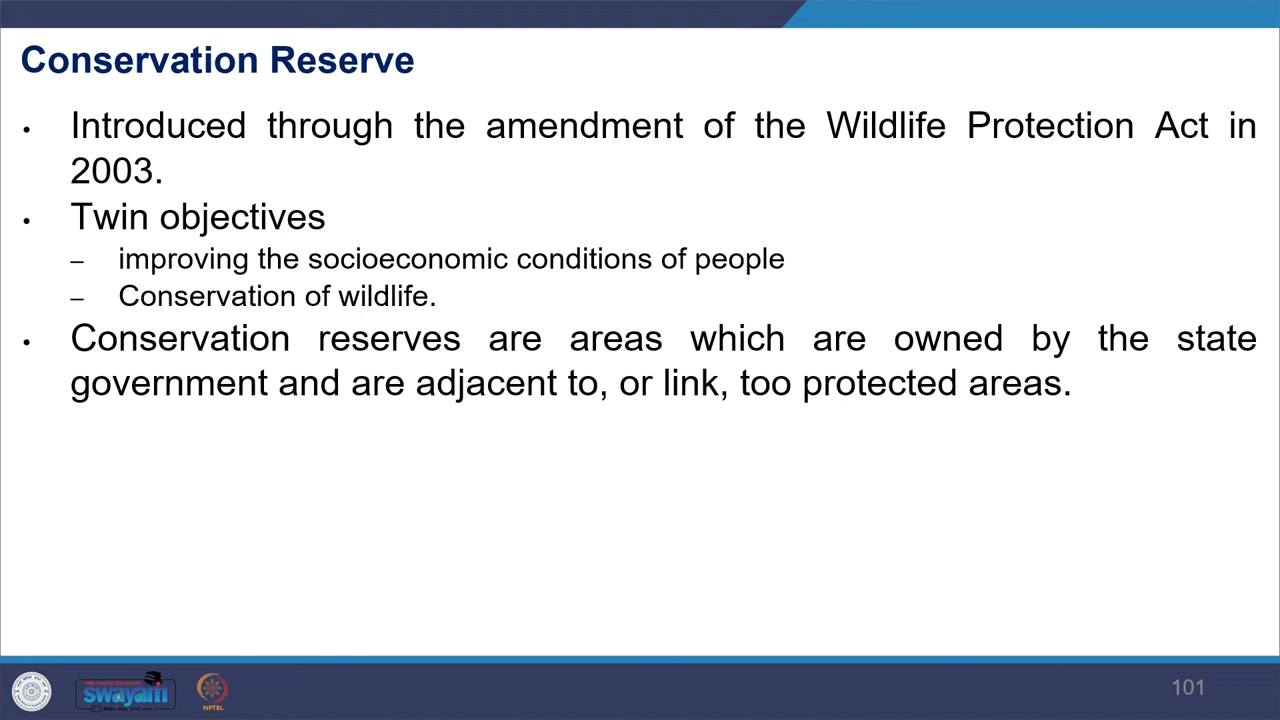 Conservation Reserve
• Introduced through the amendment of the Wildlife Protection Act in
2003.
• Twin objectives
– improving the socioeconomic conditions of people
– Conservation of wildlife.
• Conservation reserves are areas which are owned by the state
government and are adjacent to, or link, too protected areas.
swayam
NPTEL
101